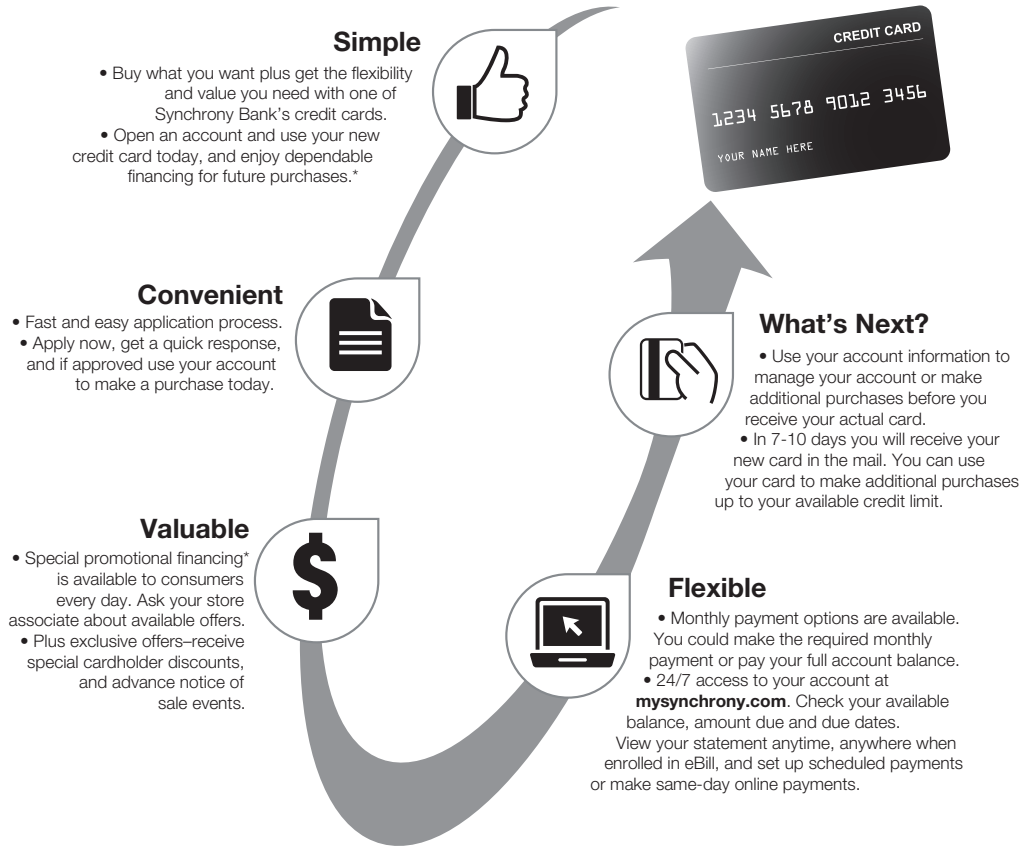 Simple
• Buy what you want plus get the flexibility
and value you need with one of
Synchrony Bank's credit cards.
• Open an account and use your new
credit card today, and enjoy dependable
financing for future purchases.*
Convenient
• Fast and easy application process.
• Apply now, get a quick response,
and if approved use your account
to make a purchase today.
Valuable
• Special promotional financing*
is available to consumers
every day. Ask your store
associate about available offers.
• Plus exclusive offers–receive
special cardholder discounts,
and advance notice of
sale events.
Flexible
• Monthly payment options are available.
You could make the required monthly
payment or pay your full account balance.
• 24/7 access to your account at
mysynchrony.com. Check your available
balance, amount due and due dates.
View your statement anytime, anywhere when
enrolled in eBill, and set up scheduled payments
or make same-day online payments.
What's Next?
• Use your account information to
manage your account or make
additional purchases before you
receive your actual card.
• In 7-10 days you will receive your
new card in the mail. You can use
your card to make additional purchases
up to your available credit limit.
CREDIT CARD
1234 5678 9012 3456
YOUR NAME HERE
$